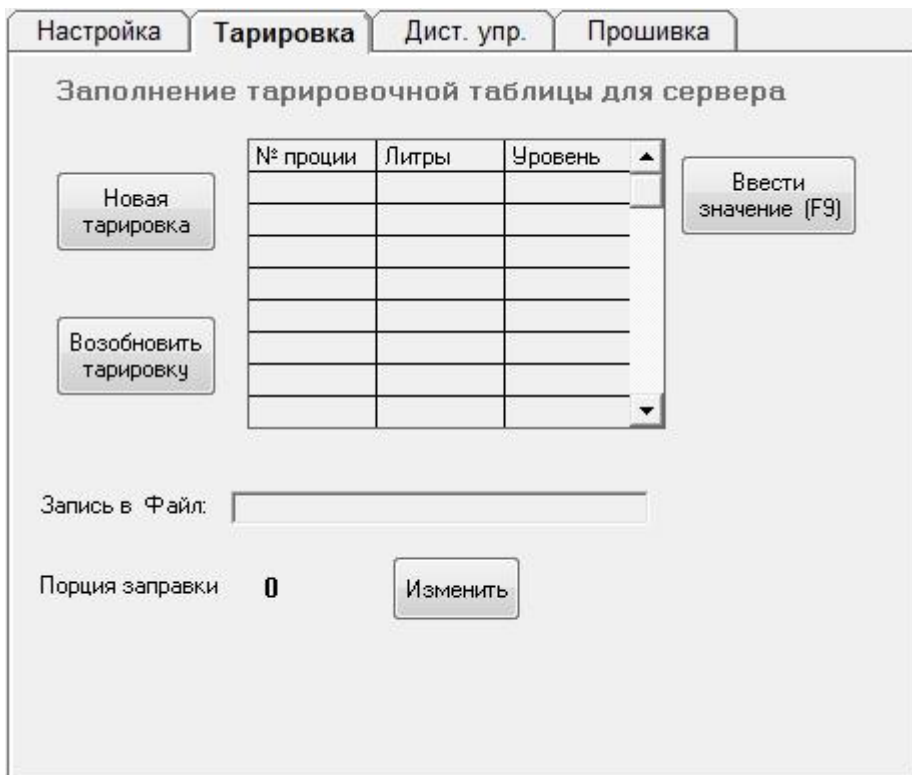 Настройка Тарировка Дист. упр. Прошивка
Заполнение тарировочной таблицы для сервера
№ проции Литры Уровень
Новая
тарировка
Ввести
значение (F9)
Возобновить
тарировку
Запись в Файл:
Порция заправки 0 Изменить